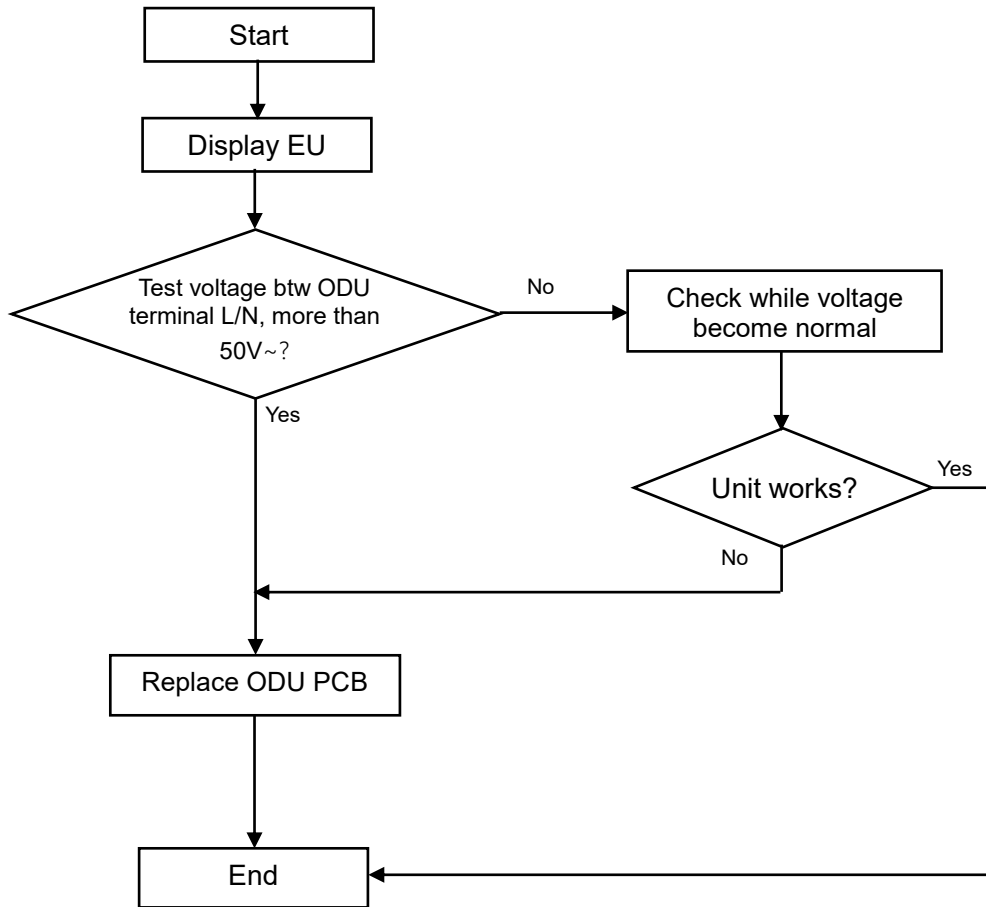 Start
Display EU
Test voltage btw ODU
terminal L/N, more than
50V~?
No
Check while voltage
become normal
Yes
Unit works?
Yes
No
Replace ODU PCB
End